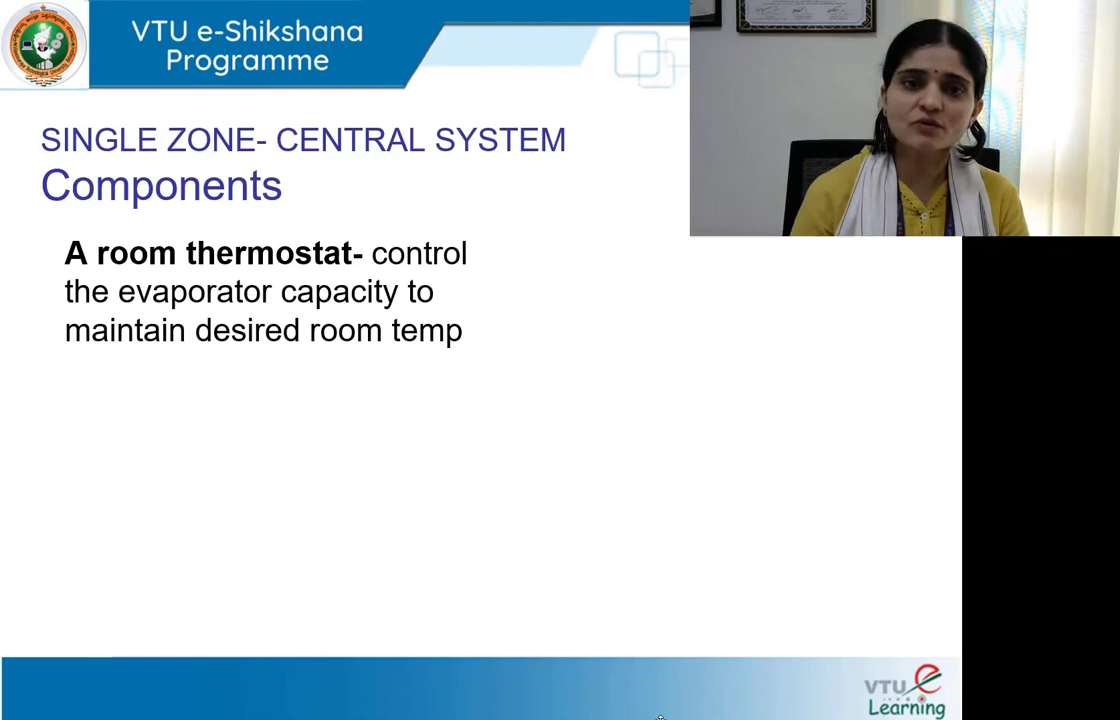 VTU e-Shikshana
Programme
SINGLE ZONE- CENTRAL SYSTEM
Components
A room thermostat- control
the evaporator capacity to
maintain desired room temp
VTU e
Learning